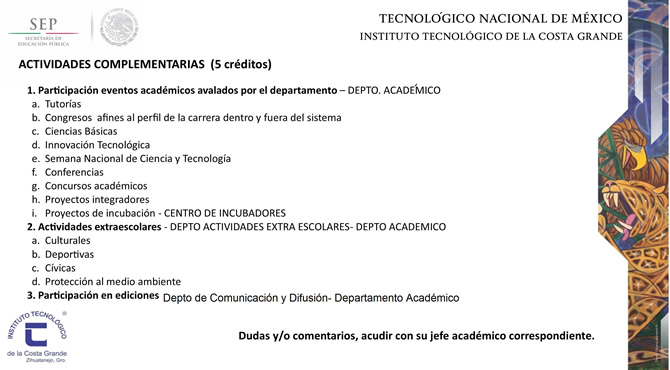 SEP
SECRETARÍA DE
EDUCACIÓN PÚBLICA
TECNOLÓGICO NACIONAL DE MÉXICO
INSTITUTO TECNOLÓGICO DE LA COSTA GRANDE
ACTIVIDADES COMPLEMENTARIAS (5 créditos)
1. Participación eventos académicos avalados por el departamento – DEPTO. ACADÉMICO
a. Tutorías
b. Congresos afines al perfil de la carrera dentro y fuera del sistema
c. Ciencias Básicas
d. Innovación Tecnológica
e. Semana Nacional de Ciencia y Tecnología
f. Conferencias
g. Concursos académicos
h. Proyectos integradores
i. Proyectos de incubación - CENTRO DE INCUBADORES
2. Actividades extraescolares - DEPTO ACTIVIDADES EXTRA ESCOLARES- DEPTO ACADEMICO
a. Culturales
b. Deportivas
c. Cívicas
d. Protección al medio ambiente
3. Participación en ediciones Depto de Comunicación y Difusión- Departamento Académico
INSTITUTO TECNOLÓGICO
®
de la Costa Grande
Zihuatanejo, Gro.
Dudas y/o comentarios, acudir con su jefe académico correspondiente.